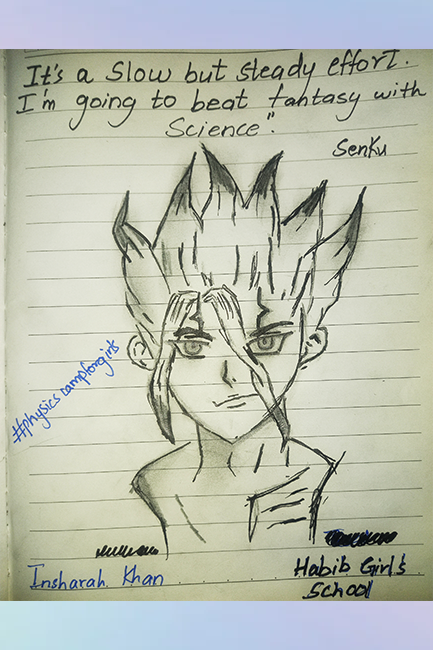 It's a Slow but steady effort.
I'm going to beat fantasy with
Science".
Senku
#physicscampforgirls
Insharah Khan
Habib Girl's
School